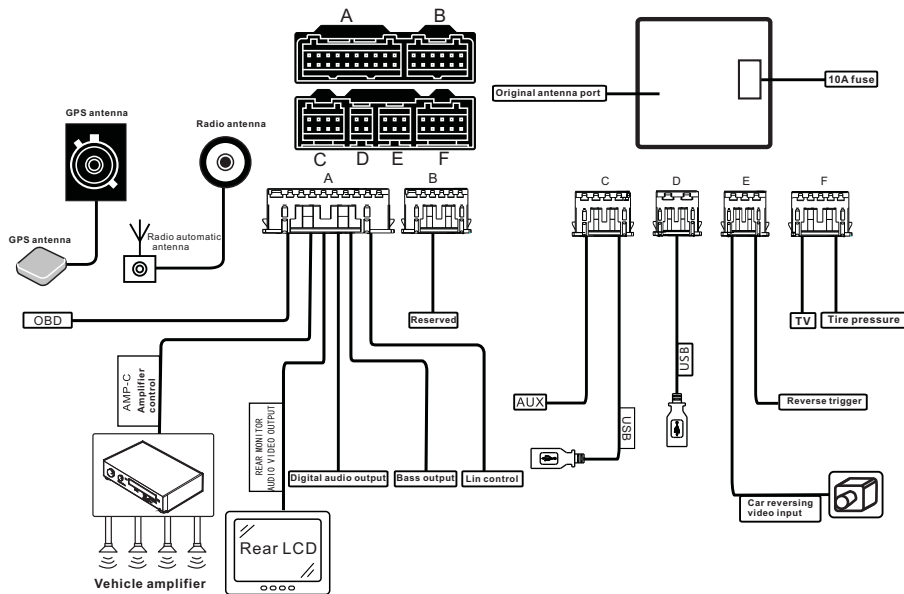 A
B
C
D
E
F
Original antenna port
10A fuse
GPS antenna
Radio antenna
GPS antenna
Radio automatic
antenna
A
B
C
D
E
F
OBD
Reserved
TV
Tire pressure
AMP-C
Amplifier
control
REAR MONITOR
AUDIO VIDEO OUTPUT
AUX
USB
USB
Reverse trigger
Digital audio output
Bass output
Lin control
Car reversing
video input
Rear LCD
Vehicle amplifier